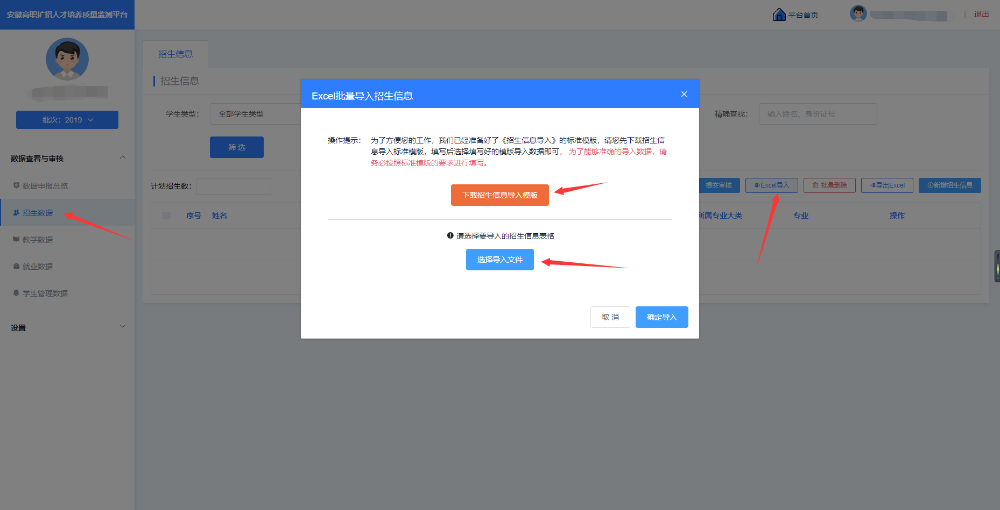 安徽高职扩招人才培养质量监测平台
平台首页
退出
批次：2019
数据查看与审核
数据申报总览
招生数据
教学数据
就业数据
学生管理数据
设置
招生信息
招生信息
学生类型：
全部学生类型
精确查找：
输入姓名、身份证号
筛 选
计划招生数：
提交审核
Excel导入
批量删除
导出Excel
新增招生信息
序号
姓名
所属专业大类
专业
操作
Excel批量导入招生信息
操作提示：
为了方便您的工作，我们已经准备好了《招生信息导入》的标准模版，请您先下载招生信
息导入标准模版，填写后选择填写好的模版导入数据即可，为了能够准确的导入数据，请
务必按照标准模版的要求进行填写。
下载招生信息导入模版
请选择要导入的招生信息表格
选择导入文件
取 消
确定导入